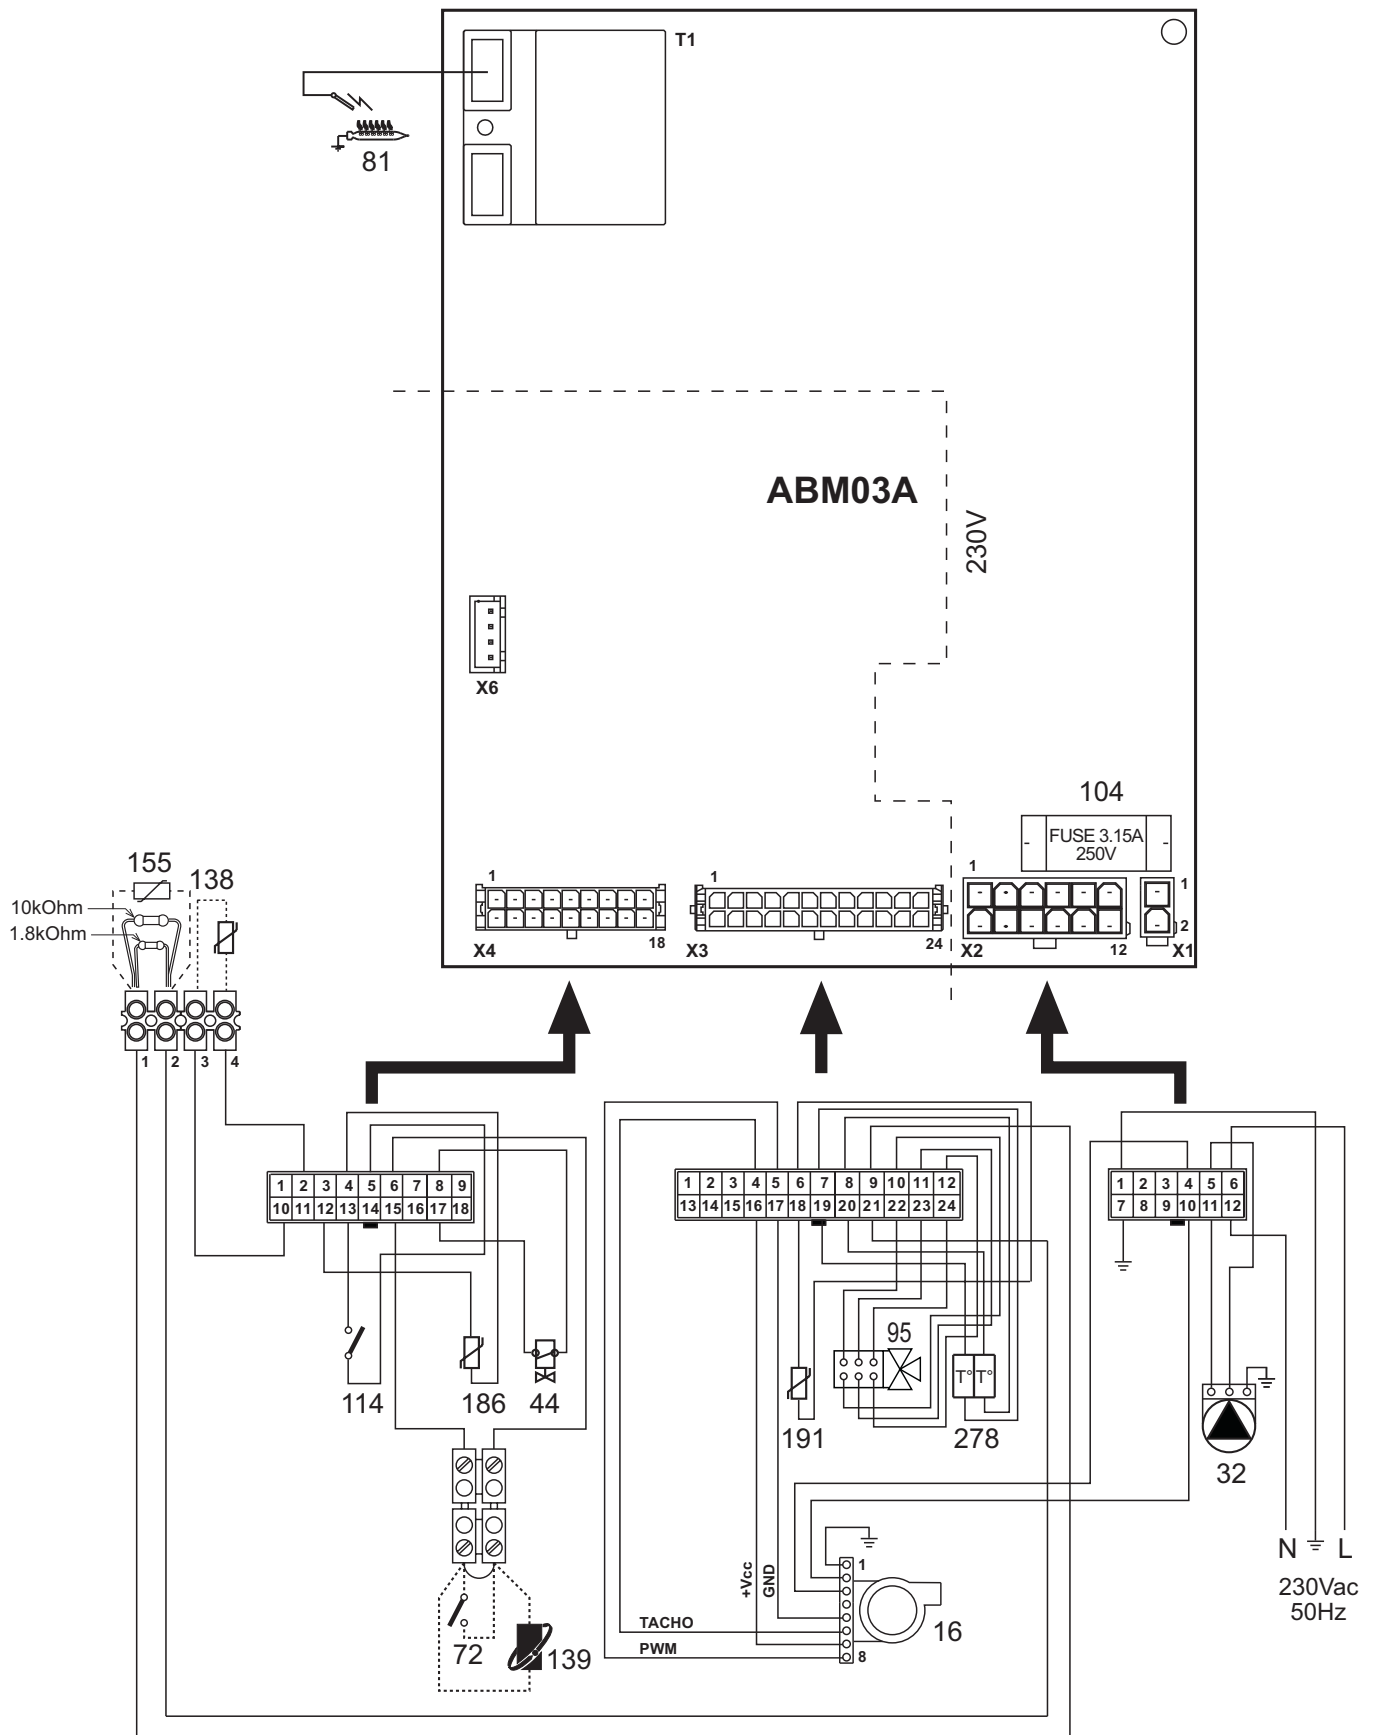 T1
81
ABM03A
230V
X6
104
FUSE 3.15A
250V
1
1
1
1
18
24
12
2
X4
X3
X2
X1
155
138
10kOhm
1.8kOhm
1
2
3
4
1 2 3 4 5 6 7 8 9
10 11 12 13 14 15 16 17 18
1 2 3 4 5 6 7 8 9 10 11 12
13 14 15 16 17 18 19 20 21 22 23 24
1 2 3 4 5 6
7 8 9 10 11 12
95
T° T°
114
186
44
191
278
32
+Vcc
GND
TACHO
PWM
1
8
16
N L
230Vac
50Hz
72
139